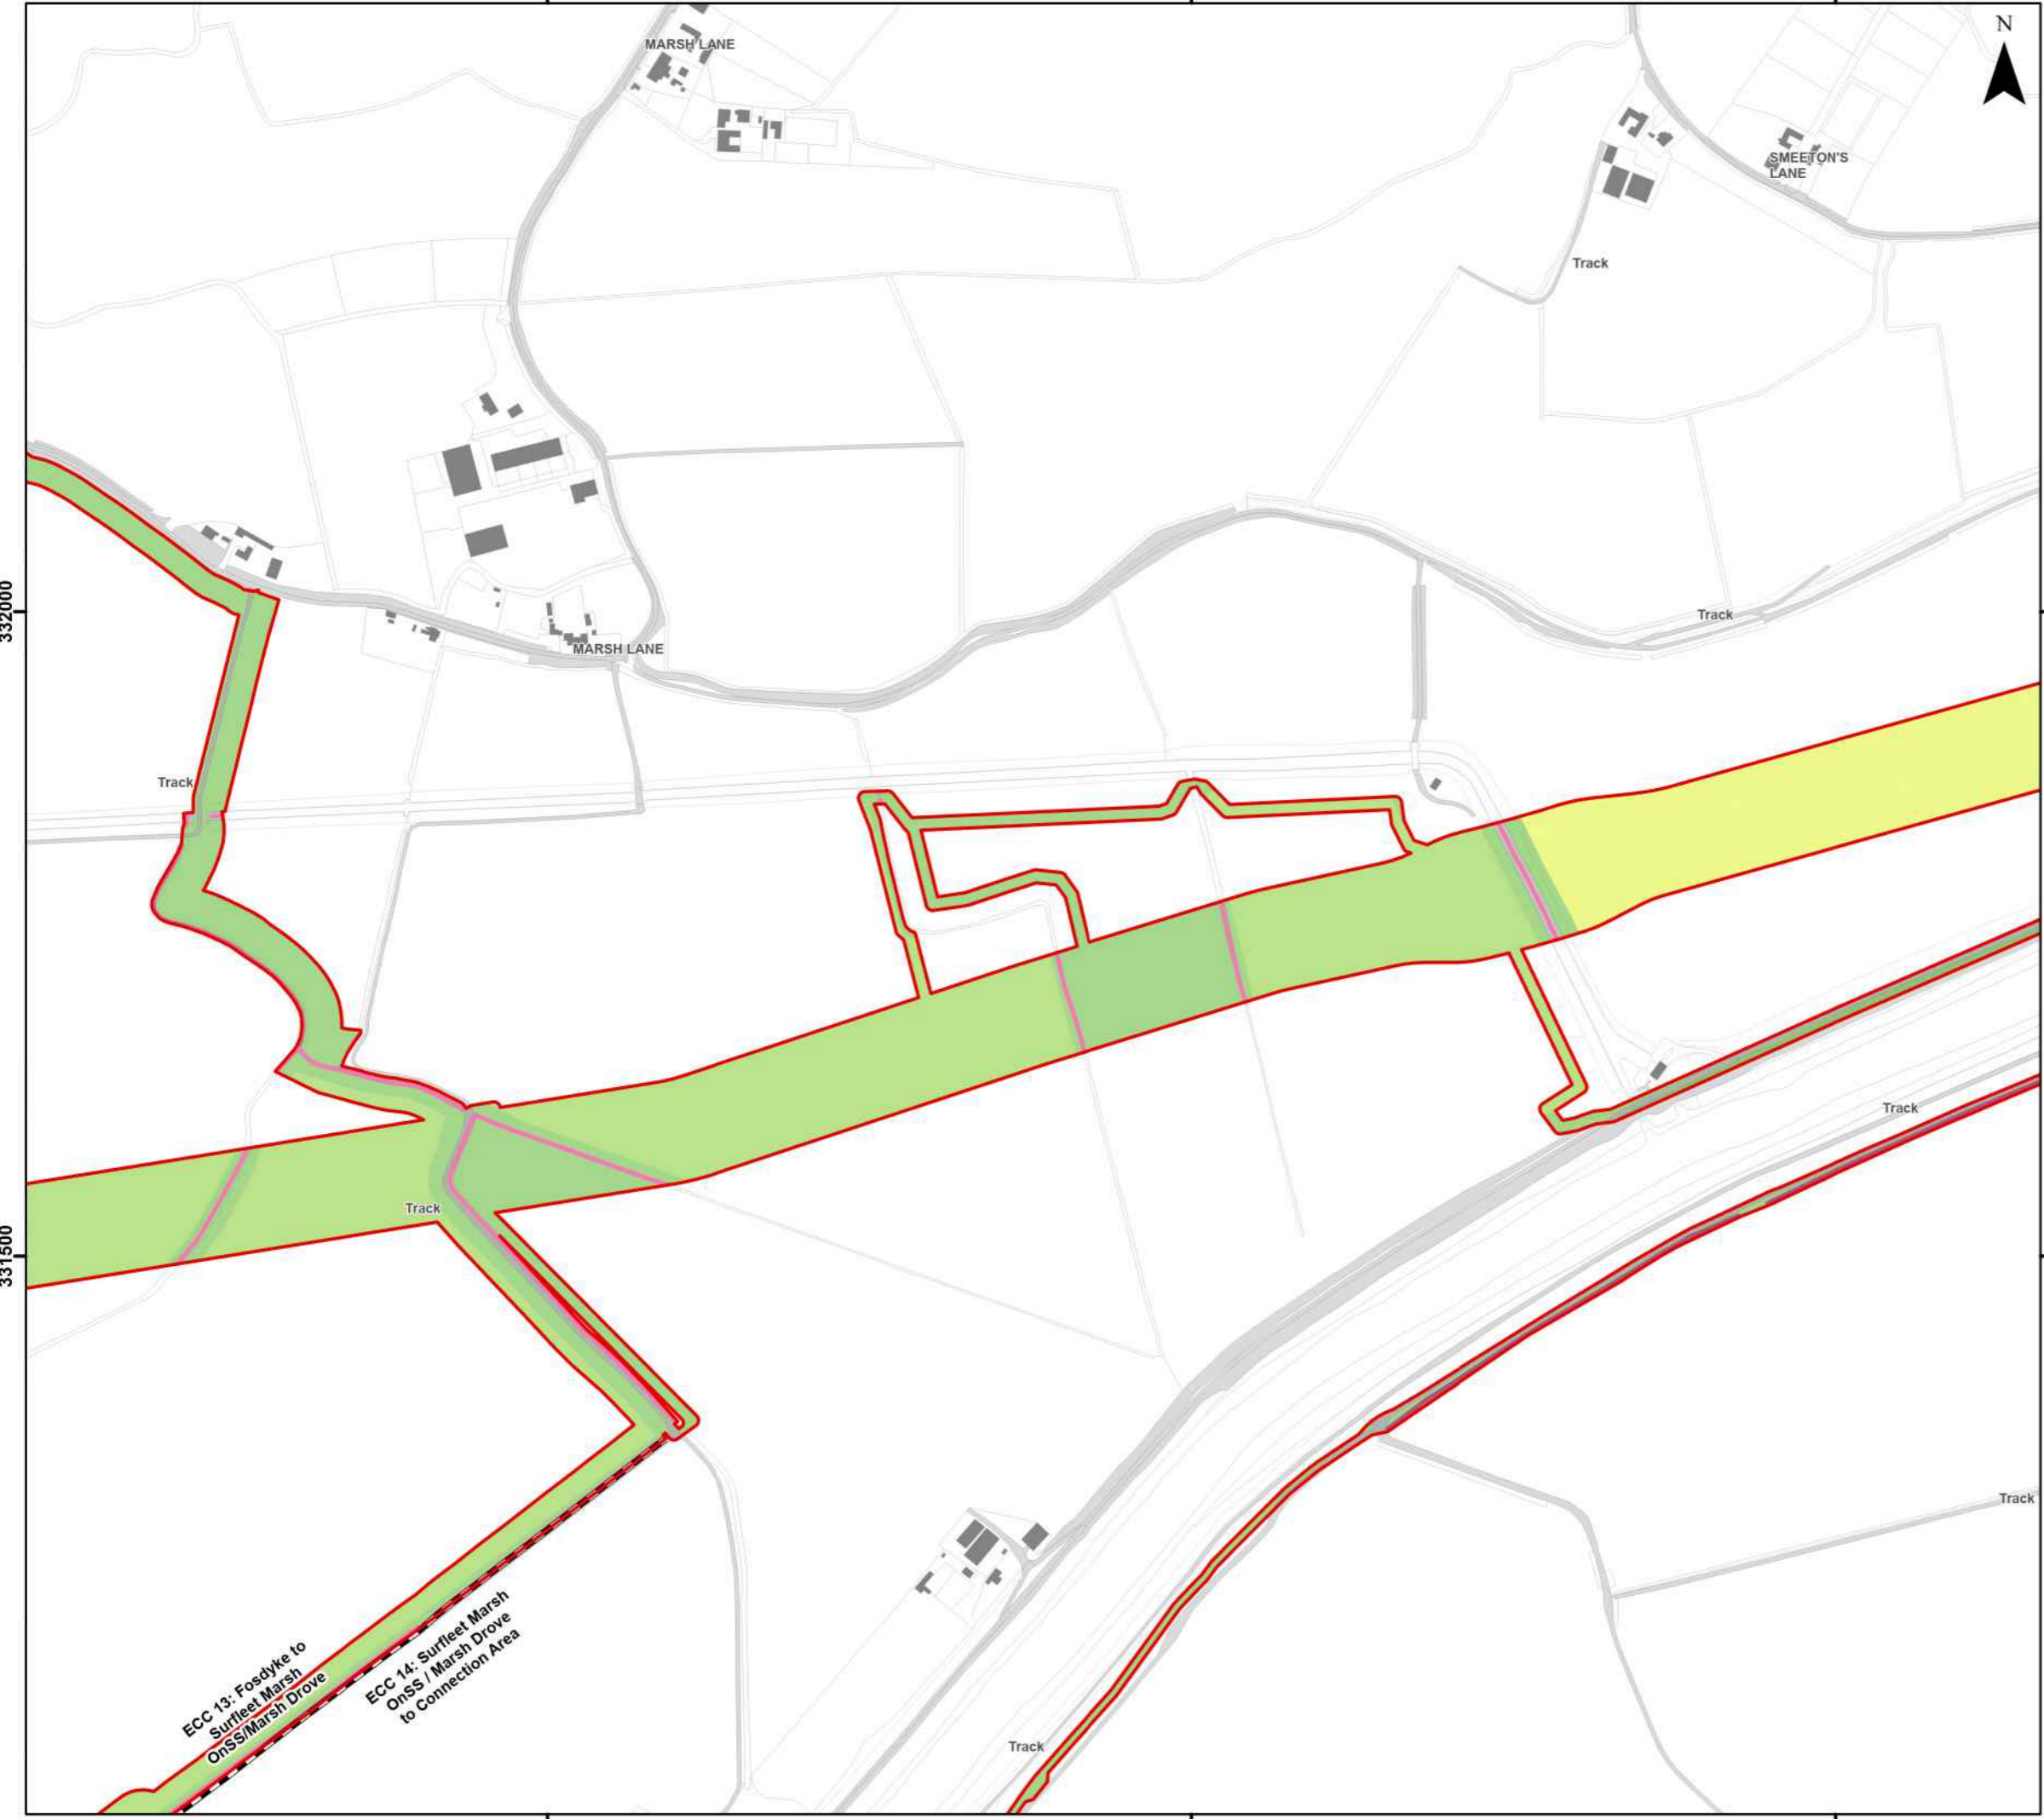 N
MARSH LANE
SMEETON'S
LANE
Track
332000
Track
MARSH LANE
Track
Track
Track
331500
Track
ECC 13: Fosdyke to
Surfleet Marsh
OnSS/Marsh Drove
ECC 14: Surfleet Marsh
OnSS / Marsh Drove
to Connection Area
Track